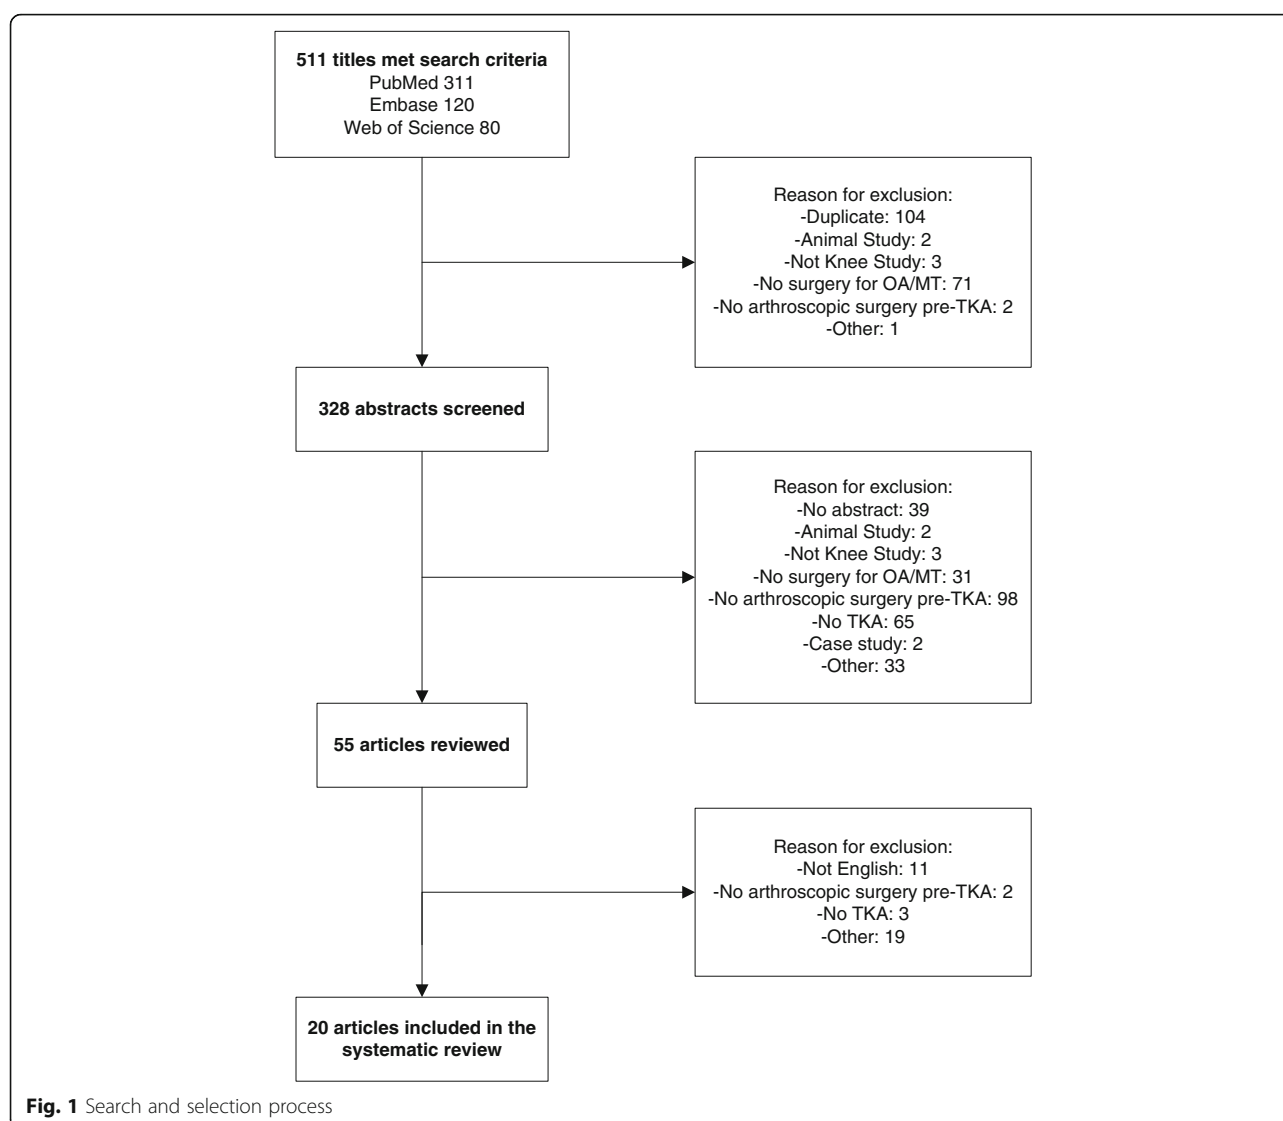 511 titles met search criteria
PubMed 311
Embase 120
Web of Science 80
Reason for exclusion:
-Duplicate: 104
-Animal Study: 2
-Not Knee Study: 3
-No surgery for OA/MT: 71
-No arthroscopic surgery pre-TKA: 2
-Other: 1
328 abstracts screened
Reason for exclusion:
-No abstract: 39
-Animal Study: 2
-Not Knee Study: 3
-No surgery for OA/MT: 31
-No arthroscopic surgery pre-TKA: 98
-No TKA: 65
-Case study: 2
-Other: 33
55 articles reviewed
Reason for exclusion:
-Not English: 11
-No arthroscopic surgery pre-TKA: 2
-No TKA: 3
-Other: 19
20 articles included in the
systematic review
Fig. 1 Search and selection process